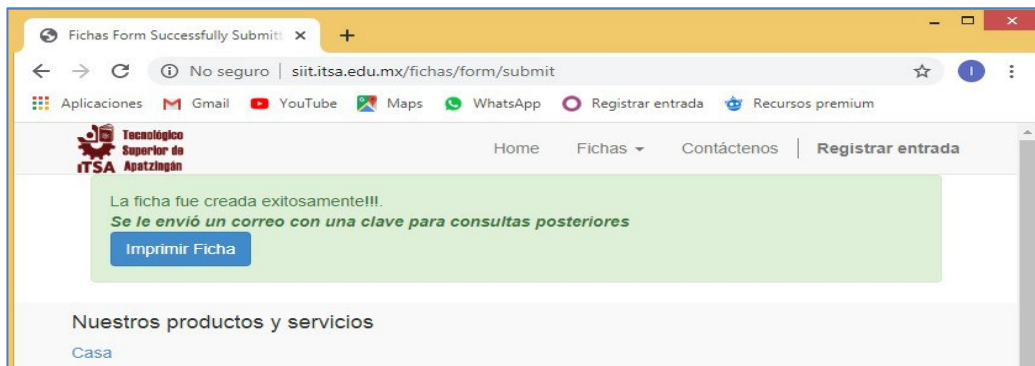 Fichas Form Successfully Submitt
No seguro | siit.itsa.edu.mx/fichas/form/submit
I
Aplicaciones Gmail YouTube Maps WhatsApp Registrar entrada Recursos premium
Tecnológico
Superior de
iTSA Apatzingán
Home Fichas Contáctenos | Registrar entrada
La ficha fue creada exitosamente!!!.
Se le envió un correo con una clave para consultas posteriores
Imprimir Ficha
Nuestros productos y servicios
Casa